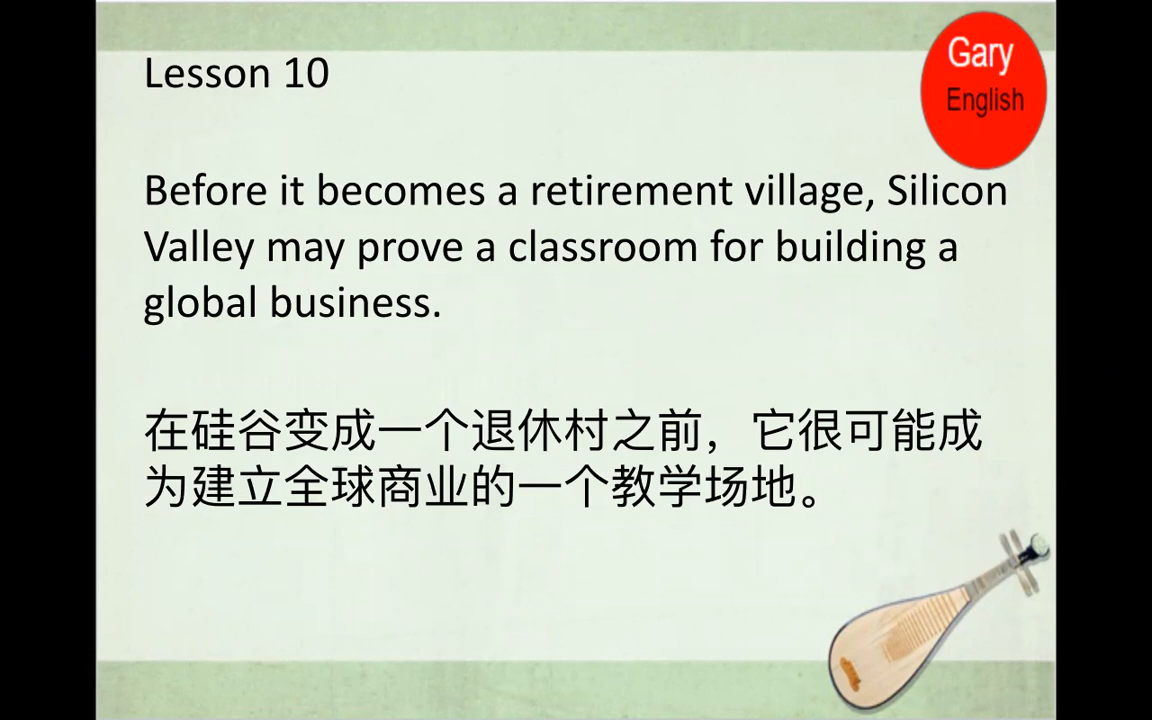 Lesson 10
Gary
English
Before it becomes a retirement village, Silicon
Valley may prove a classroom for building a
global business.
在硅谷变成一个退休村之前，它很可能成
为建立全球商业的一个教学场地。